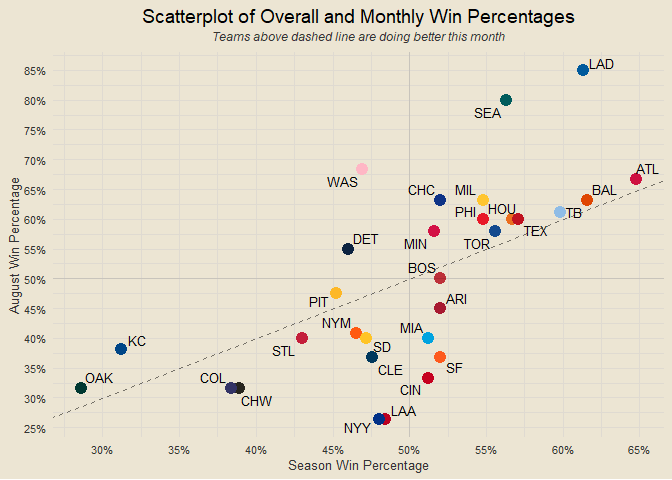 Scatterplot of Overall and Monthly Win Percentages
Teams above dashed line are doing better this month
85%
80%
75%
70%
65%
60%
55%
50%
45%
40%
35%
30%
25%
August Win Percentage
LAD
SEA
WAS
ATL
CHC
MIL
BAL
PHI
HOU
TB
MIN
TOR
TEX
DET
BOS
PIT
ARI
NYM
MIA
KC
STL
SD
CLE
SF
OAK
COL
CHW
CIN
LAA
NYY
30%
35%
40%
45%
50%
55%
60%
65%
Season Win Percentage